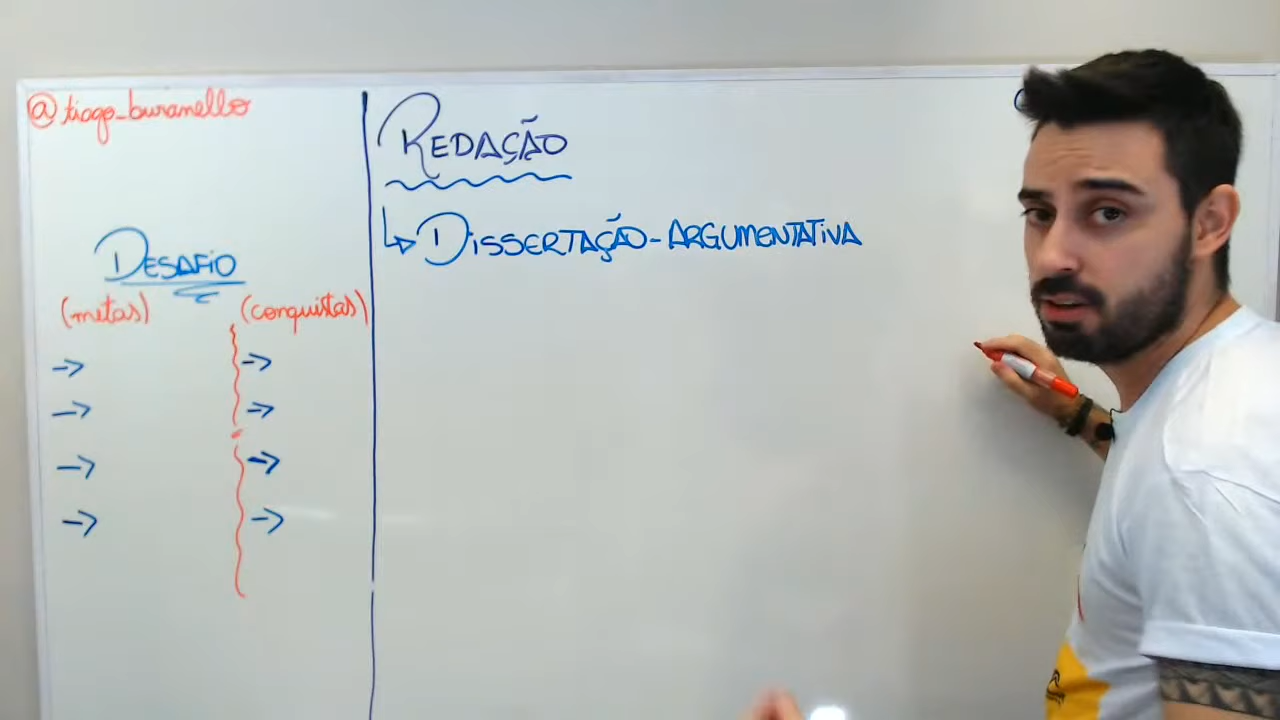 @tiago_buranello
DESAFIO
(metas)
(conquistas)
→
→
→
→
→
→
→
→
REDAÇÃO
↳ DISSERTAÇÃO-ARGUMENTATIVA